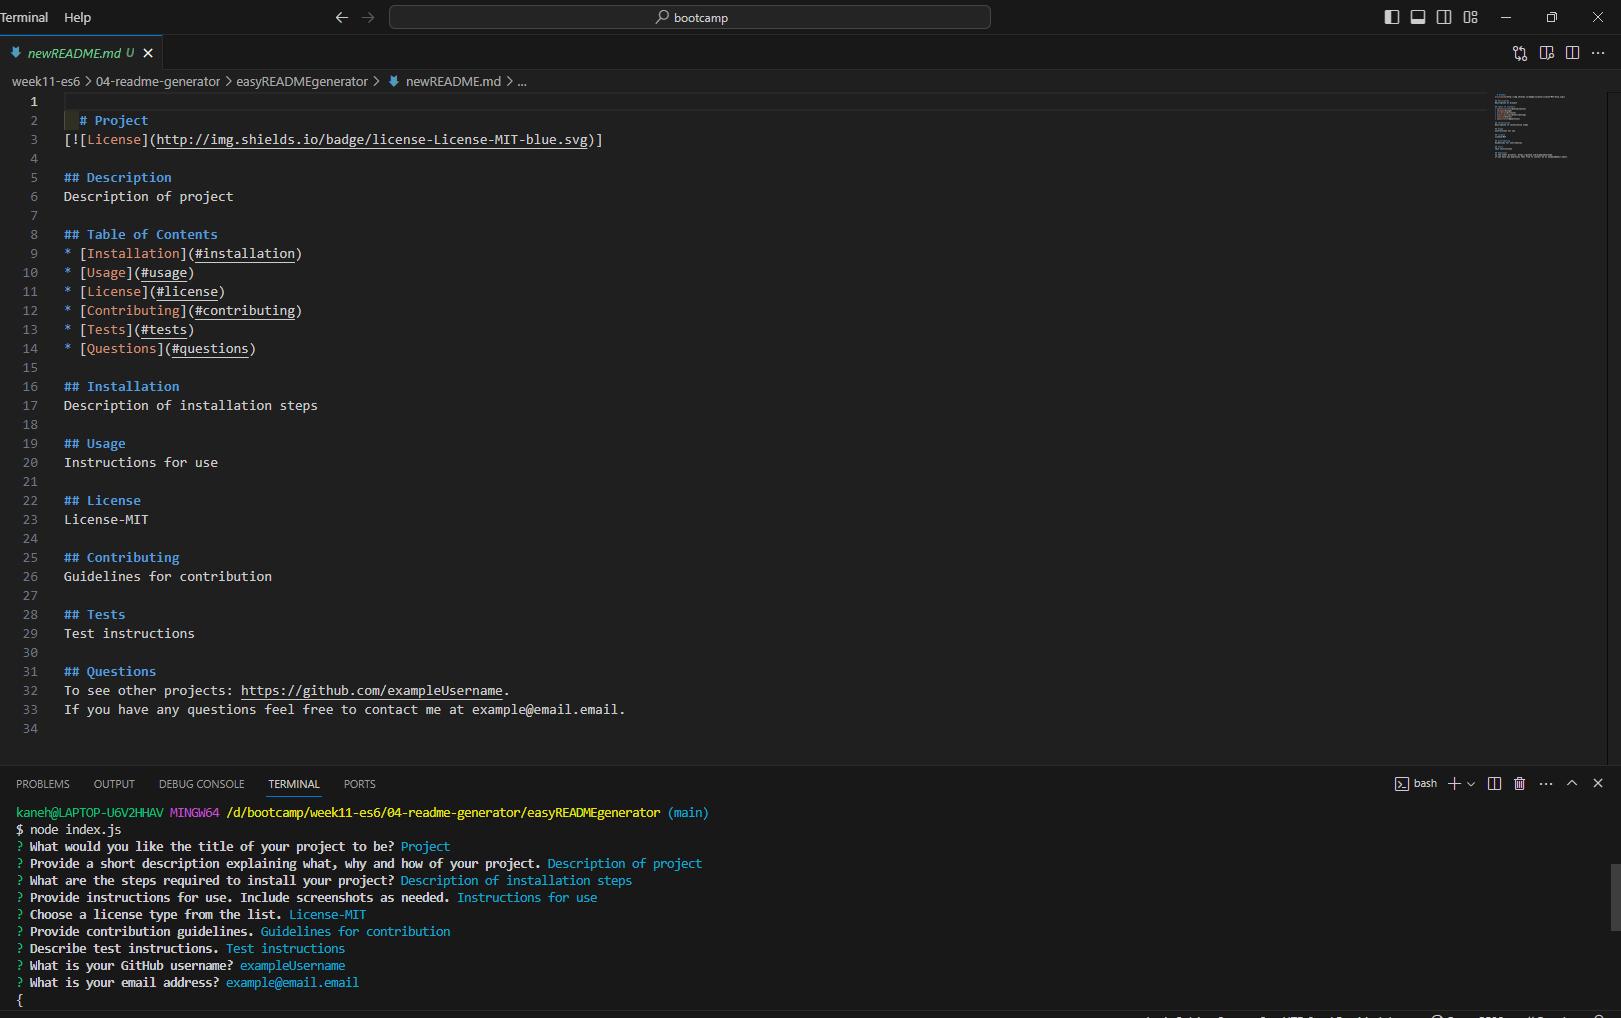 Terminal Help
bootcamp
newREADME.md U
week11-es6 > 04-readme-generator > easyREADMEgenerator > newREADME.md > ...
1
2 # Project
3 [![License](http://img.shields.io/badge/license-License-MIT-blue.svg)]
4
5 ## Description
6 Description of project
7
8 ## Table of Contents
9 * [Installation](#installation)
10 * [Usage](#usage)
11 * [License](#license)
12 * [Contributing](#contributing)
13 * [Tests](#tests)
14 * [Questions](#questions)
15
16 ## Installation
17 Description of installation steps
18
19 ## Usage
20 Instructions for use
21
22 ## License
23 License-MIT
24
25 ## Contributing
26 Guidelines for contribution
27
28 ## Tests
29 Test instructions
30
31 ## Questions
32 To see other projects: https://github.com/exampleUsername.
33 If you have any questions feel free to contact me at example@email.email.
34
PROBLEMS OUTPUT DEBUG CONSOLE TERMINAL PORTS bash
kaneh@LAPTOP-U6V2HHAV MINGW64 /d/bootcamp/week11-es6/04-readme-generator/easyREADMEgenerator (main)
$ node index.js
? What would you like the title of your project to be? Project
? Provide a short description explaining what, why and how of your project. Description of project
? What are the steps required to install your project? Description of installation steps
? Provide instructions for use. Include screenshots as needed. Instructions for use
? Choose a license type from the list. License-MIT
? Provide contribution guidelines. Guidelines for contribution
? Describe test instructions. Test instructions
? What is your GitHub username? exampleUsername
? What is your email address? example@email.email
{